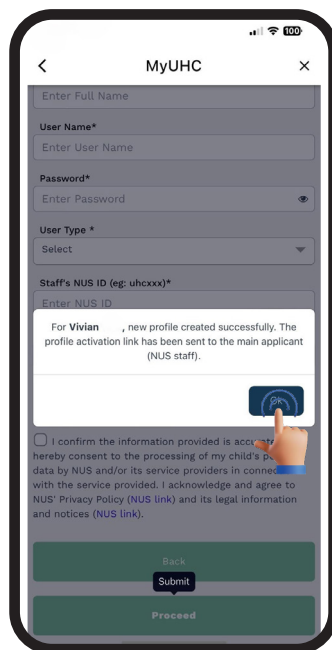 100
MyUHC
Enter Full Name
User Name*
Enter User Name
Password*
Enter Password
User Type *
Select
Staff's NUS ID (eg: uhcxxx)*
Enter NUS ID
For Vivian , new profile created successfully. The
profile activation link has been sent to the main applicant
(NUS staff).
Ok
I confirm the information provided is accurate
hereby consent to the processing of my child's
data by NUS and/or its service providers in
with the service provided. I acknowledge and agree to
NUS' Privacy Policy (NUS link) and its legal information
and notices (NUS link).
Back
Submit
Proceed